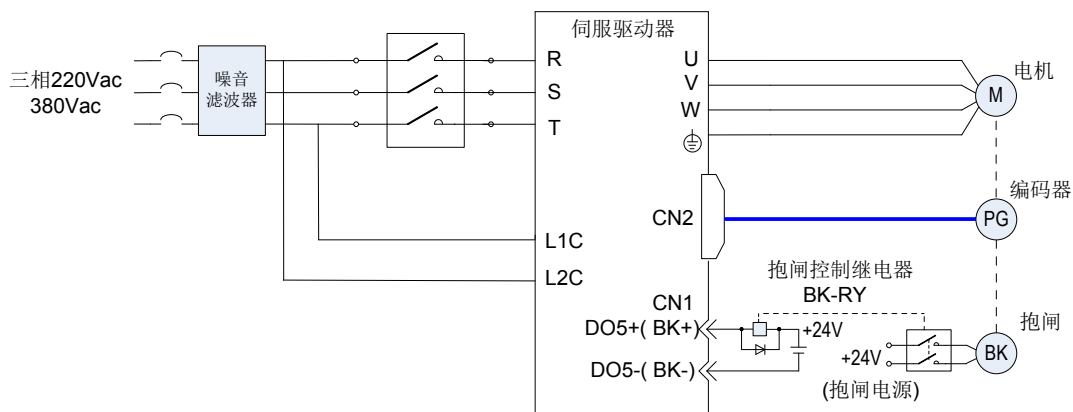 伺服驱动器
三相220Vac
380Vac
噪音
滤波器
R
S
T
U
V
W
电机
M
编码器
PG
CN2
L1C
L2C
抱闸控制继电器
BK-RY
CN1
DO5+( BK+)
+24V
DO5-( BK-)
+24V
(抱闸电源)
抱闸
BK